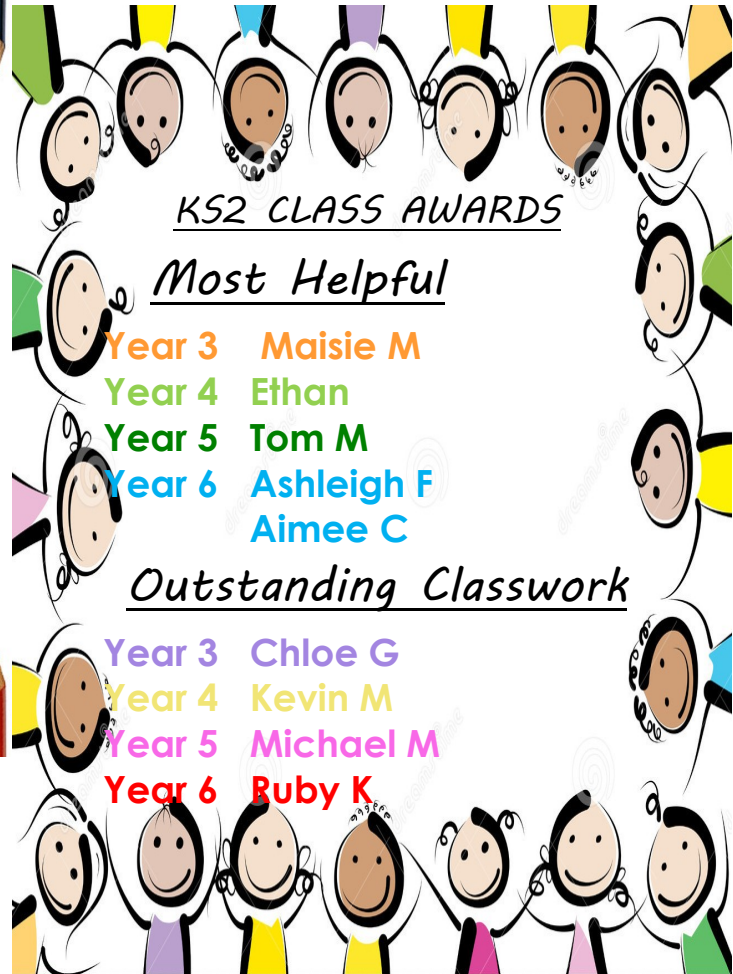 KS2 CLASS AWARDS
Most Helpful
Year 3 Maisie M
Year 4 Ethan
Year 5 Tom M
Year 6 Ashleigh F
Aimee C
Outstanding Classwork
Year 3 Chloe G
Year 4 Kevin M
Year 5 Michael M
Year 6 Ruby K